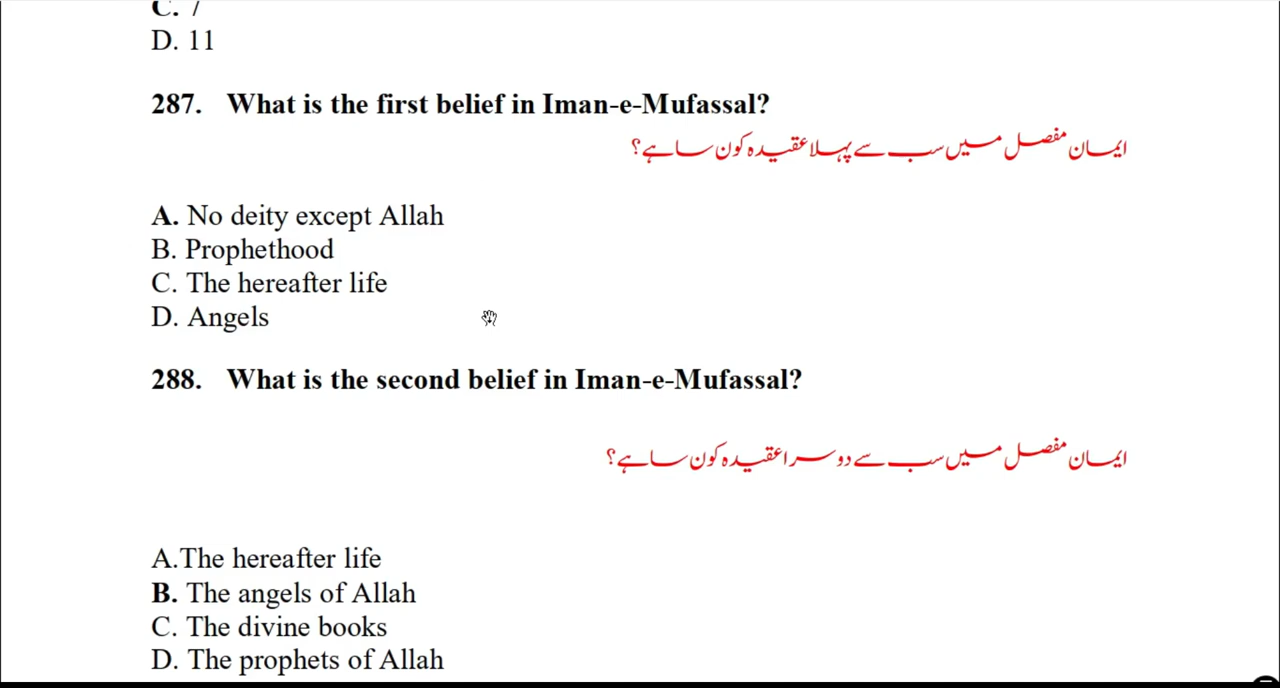 C. 7
D. 11
287. What is the first belief in Iman-e-Mufassal?
ایمان مفصل میں سب سے پہلا عقیدہ کون سا ہے؟
A. No deity except Allah
B. Prophethood
C. The hereafter life
D. Angels
288. What is the second belief in Iman-e-Mufassal?
ایمان مفصل میں سب سے دوسرا عقیدہ کون سا ہے؟
A.The hereafter life
B. The angels of Allah
C. The divine books
D. The prophets of Allah